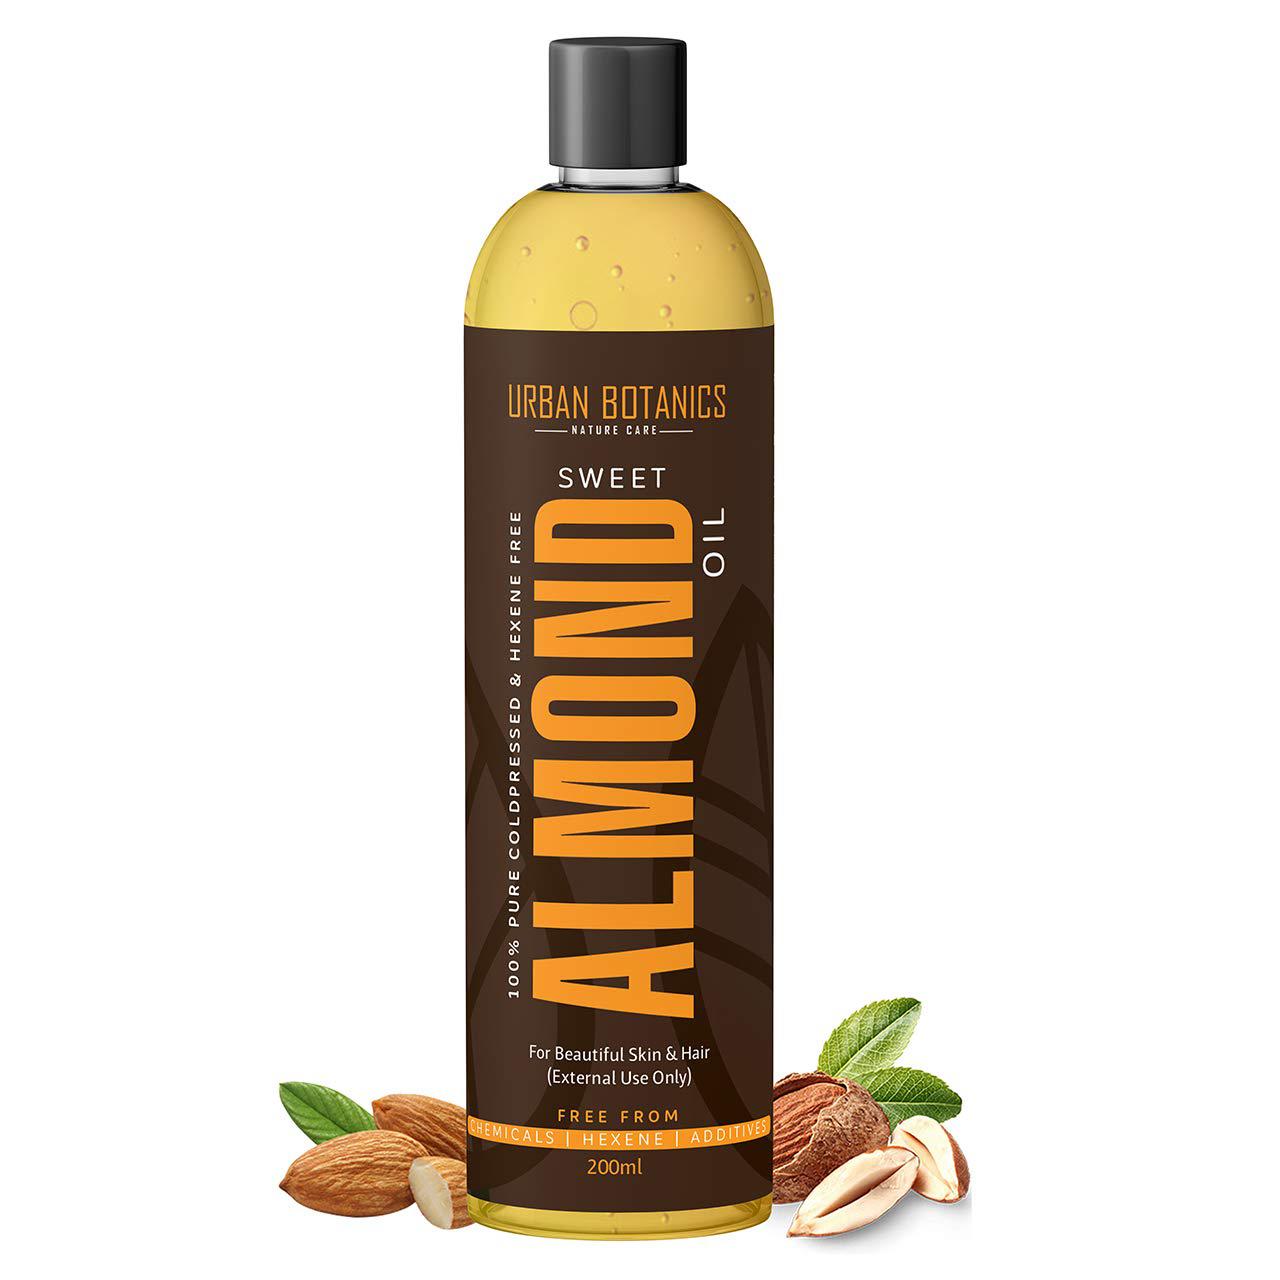 URBAN BOTANICS
NATURE CARE
SWEET
ALMOND
OIL
100% PURE COLDPRESSED & HEXENE FREE
For Beautiful Skin & Hair
(External Use Only)
FREE FROM
CHEMICALS | HEXENE | ADDITIVES
200ml